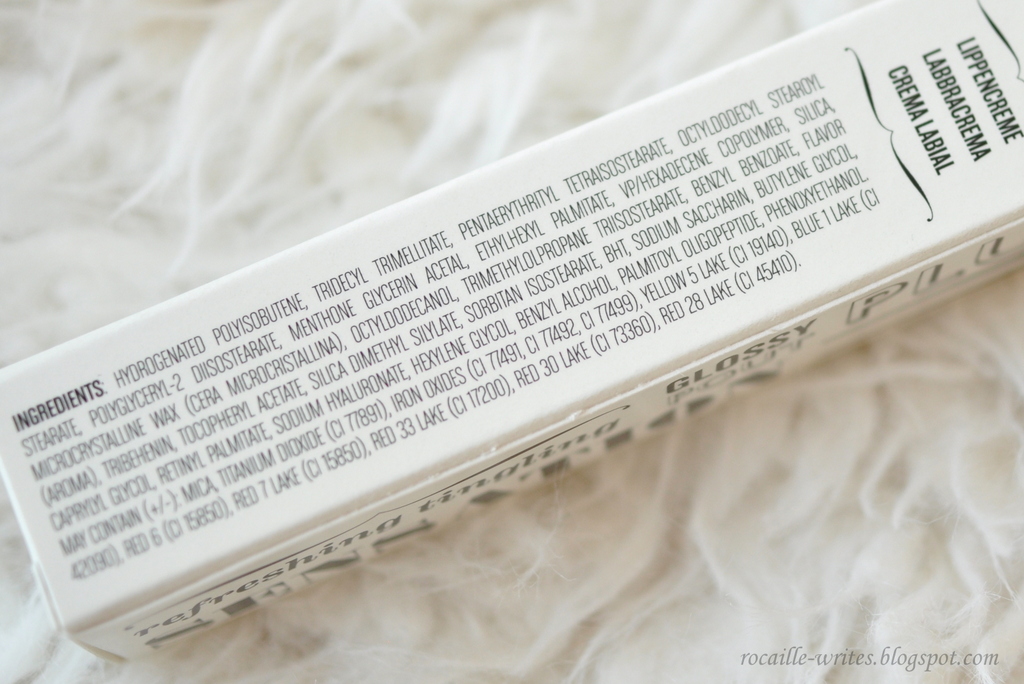 INGREDIENTS: HYDROGENATED POLYISOBUTENE, TRIDECYL TRIMELLITATE, PENTAERYTHRITYL TETRAISOSTEARATE, OCTYLDODECYL STEAROYL
STEARATE, POLYGLYCERYL-2 DIISOSTEARATE, MENTHONE GLYCERIN ACETAL, ETHYLHEXYL PALMITATE, VP/HEXADECENE COPOLYMER, SILICA,
MICROCRYSTALLINE WAX (CERA MICROCRISTALLINA), OCTYLDODECANOL, TRIMETHYLOLPROPANE TRIISOSTEARATE, BENZYL BENZOATE, FLAVOR
(AROMA), TRIBEHENIN, TOCOPHERYL ACETATE, SILICA DIMETHYL SILYLATE, SORBITAN ISOSTEARATE, BHT, SODIUM SACCHARIN, BUTYLENE GLYCOL,
CAPRYLYL GLYCOL, RETINYL PALMITATE, SODIUM HYALURONATE, HEXYLENE GLYCOL, BENZYL ALCOHOL, PALMITOYL OLIGOPEPTIDE, PHENOXYETHANOL.
MAY CONTAIN (+/-): MICA, TITANIUM DIOXIDE (CI 77891), IRON OXIDES (CI 77491, CI 77492, CI 77499), YELLOW 5 LAKE (CI 19140), BLUE 1 LAKE (CI
42090), RED 6 (CI 15850), RED 7 LAKE (CI 15850), RED 33 LAKE (CI 17200), RED 30 LAKE (CI 73360), RED 28 LAKE (CI 45410).
LIPPENCREME
LABBRACREMA
CREMA LABIAL
refreshing tingling
GLOSSY
rocaille-writes.blogspot.com